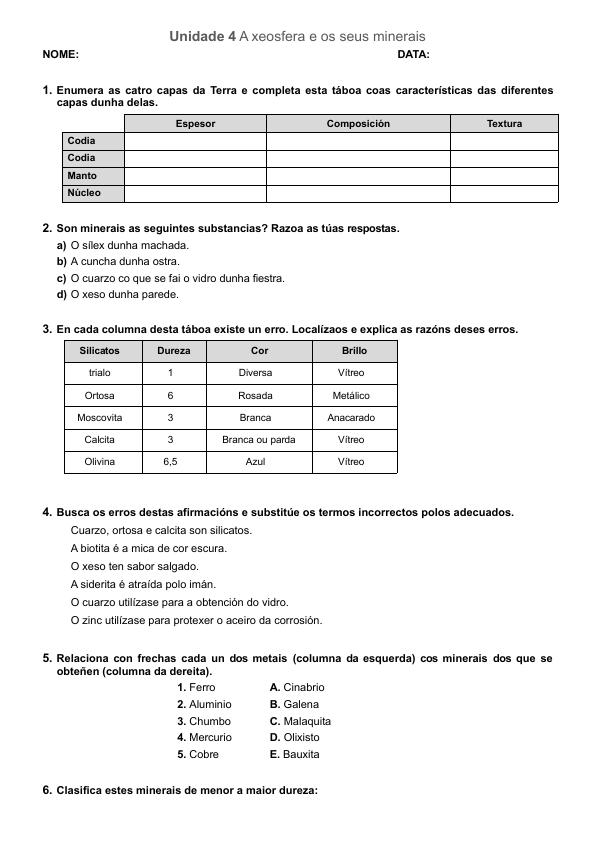 Unidade 4 A xeosfera e os seus minerais
NOME: DATA:
1. Enumera as catro capas da Terra e completa esta táboa coas características das diferentes
capas dunha delas.
Espesor Composición Textura
Codia
Codia
Manto
Núcleo
2. Son minerais as seguintes substancias? Razoa as túas respostas.
a) O sílex dunha machada.
b) A cuncha dunha ostra.
c) O cuarzo co que se fai o vidro dunha fiestra.
d) O xeso dunha parede.
3. En cada columna desta táboa existe un erro. Localízaos e explica as razóns deses erros.
Silicatos Dureza Cor Brillo
trialo 1 Diversa Vítreo
Ortosa 6 Rosada Metálico
Moscovita 3 Branca Anacarado
Calcita 3 Branca ou parda Vítreo
Olivina 6,5 Azul Vítreo
4. Busca os erros destas afirmacións e substitúe os termos incorrectos polos adecuados.
Cuarzo, ortosa e calcita son silicatos.
A biotita é a mica de cor escura.
O xeso ten sabor salgado.
A siderita é atraída polo imán.
O cuarzo utilízase para a obtención do vidro.
O zinc utilízase para protexer o aceiro da corrosión.
5. Relaciona con frechas cada un dos metais (columna da esquerda) cos minerais dos que se
obteñen (columna da dereita).
1. Ferro A. Cinabrio
2. Aluminio B. Galena
3. Chumbo C. Malaquita
4. Mercurio D. Olixisto
5. Cobre E. Bauxita
6. Clasifica estes minerais de menor a maior dureza: